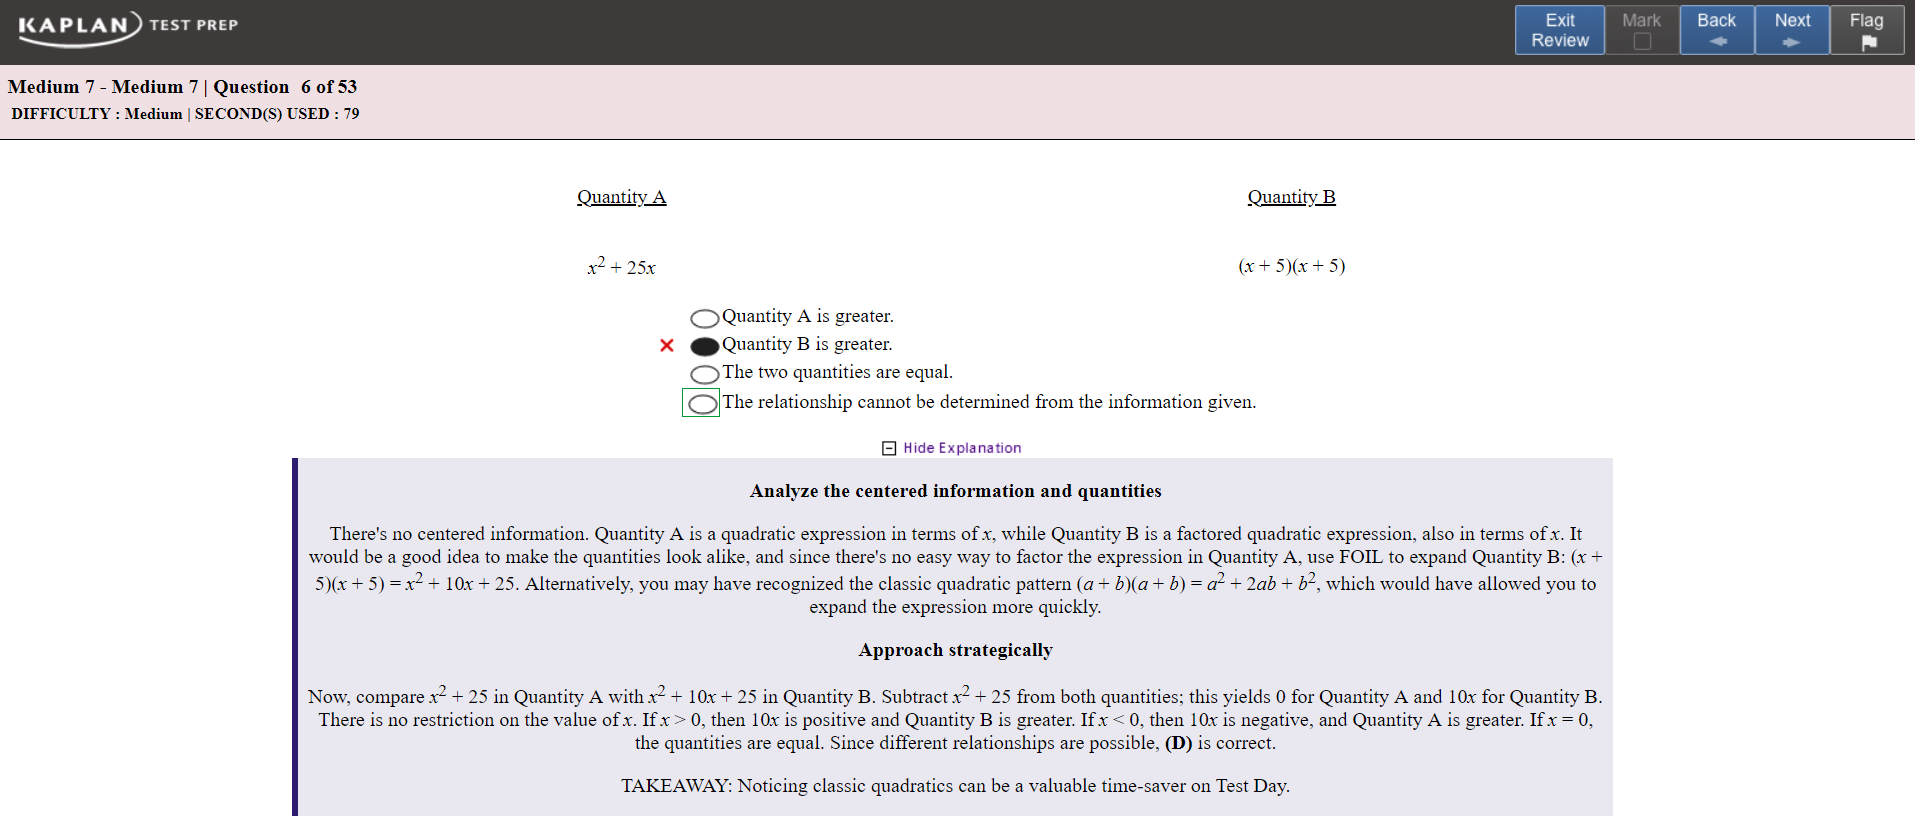 KAPLAN TEST PREP
Exit Review
Mark
Back
Next
Flag
Medium 7 - Medium 7 | Question 6 of 53
DIFFICULTY : Medium | SECOND(S) USED : 79
Quantity A
Quantity B
x² + 25x
(x + 5)(x + 5)
Quantity A is greater.
Quantity B is greater.
The two quantities are equal.
The relationship cannot be determined from the information given.
Hide Explanation
Analyze the centered information and quantities
There's no centered information. Quantity A is a quadratic expression in terms of x, while Quantity B is a factored quadratic expression, also in terms of x. It
would be a good idea to make the quantities look alike, and since there's no easy way to factor the expression in Quantity A, use FOIL to expand Quantity B: (x +
5)(x + 5) = x² + 10x + 25. Alternatively, you may have recognized the classic quadratic pattern (a + b)(a + b) = a² + 2ab + b², which would have allowed you to
expand the expression more quickly.
Approach strategically
Now, compare x² + 25 in Quantity A with x² + 10x + 25 in Quantity B. Subtract x² + 25 from both quantities; this yields 0 for Quantity A and 10x for Quantity B.
There is no restriction on the value of x. If x > 0, then 10x is positive and Quantity B is greater. If x < 0, then 10x is negative, and Quantity A is greater. If x = 0,
the quantities are equal. Since different relationships are possible, (D) is correct.
TAKEAWAY: Noticing classic quadratics can be a valuable time-saver on Test Day.